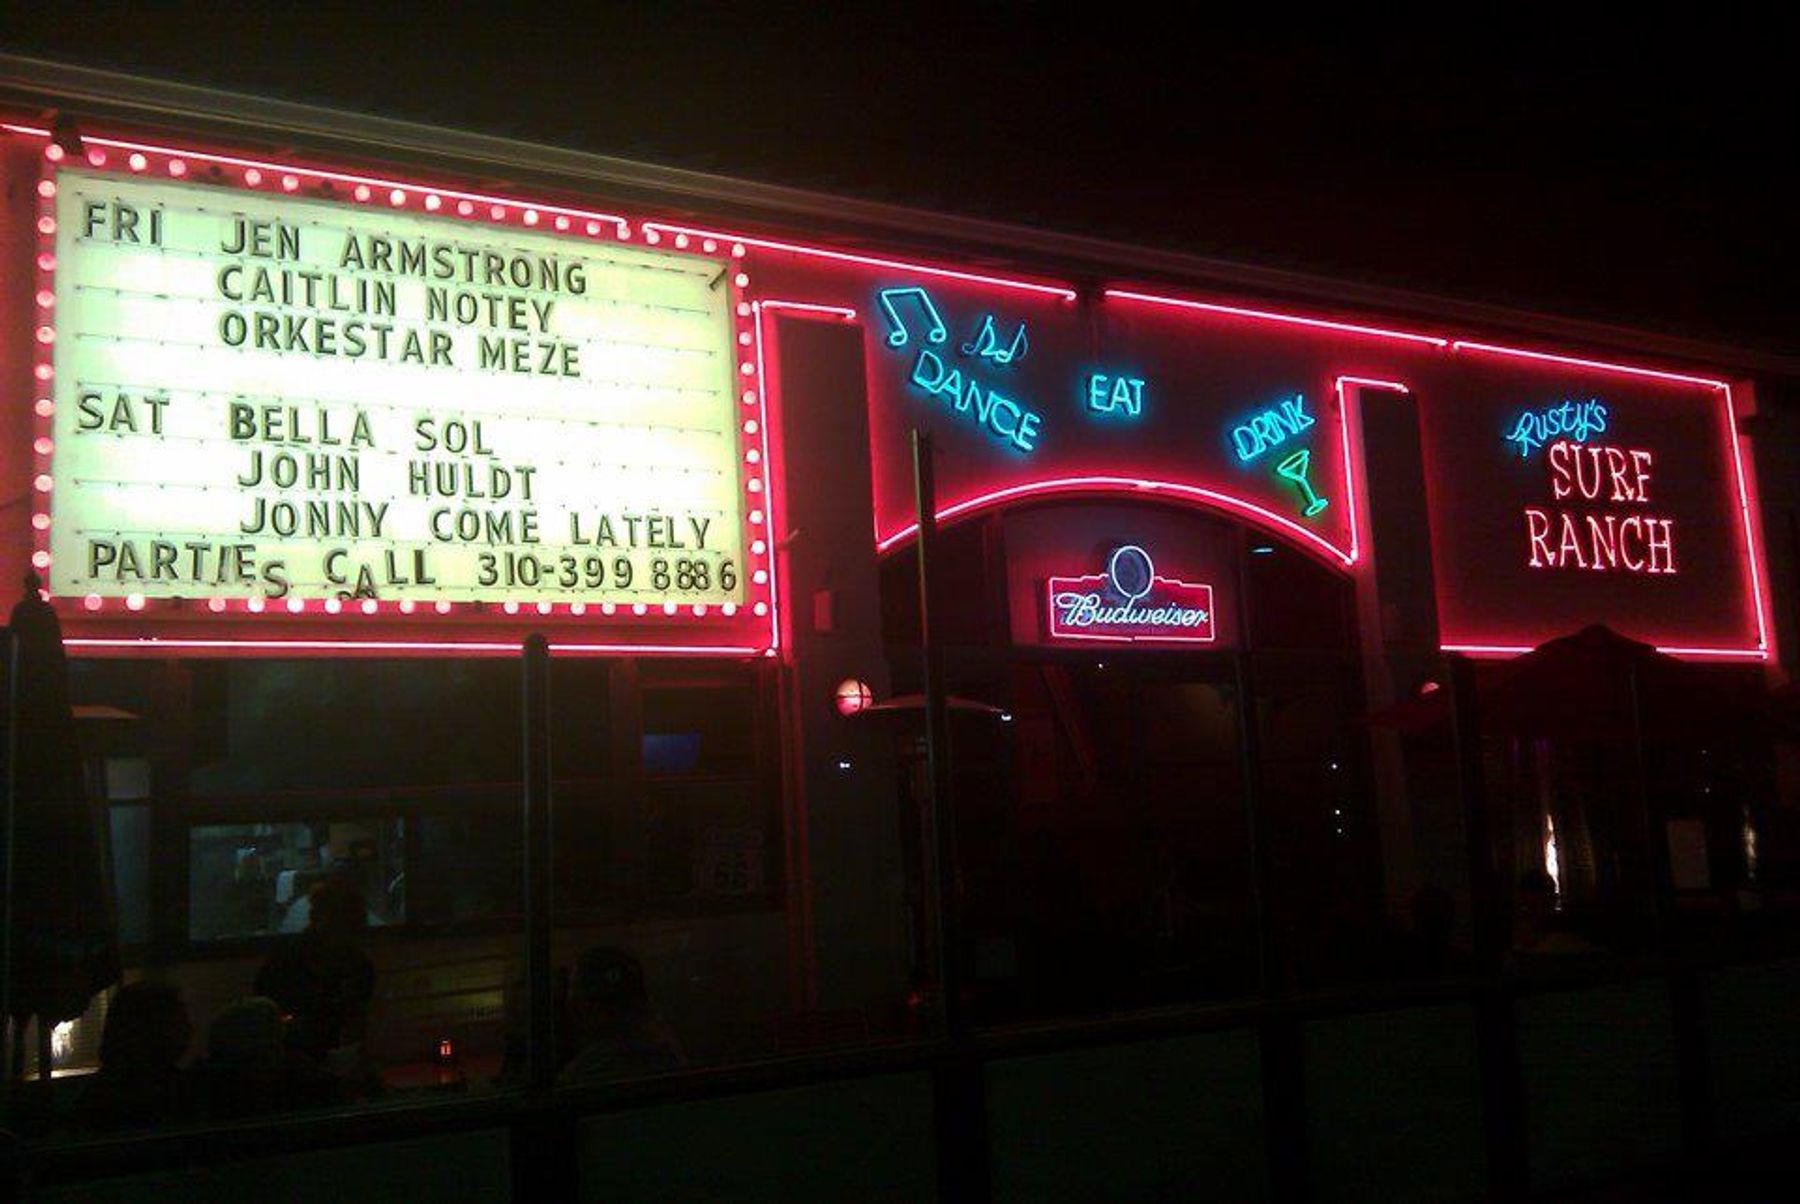 FRI JEN ARMSTRONG
CAITLIN NOTEY
ORKESTAR MEZE
SAT BELLA SOL
JOHN HULDT
JONNY COME LATELY
PARTIES CALL 310-399 8886
DANCE
EAT
DRINK
Budweiser
Rusty's
SURF
RANCH
66